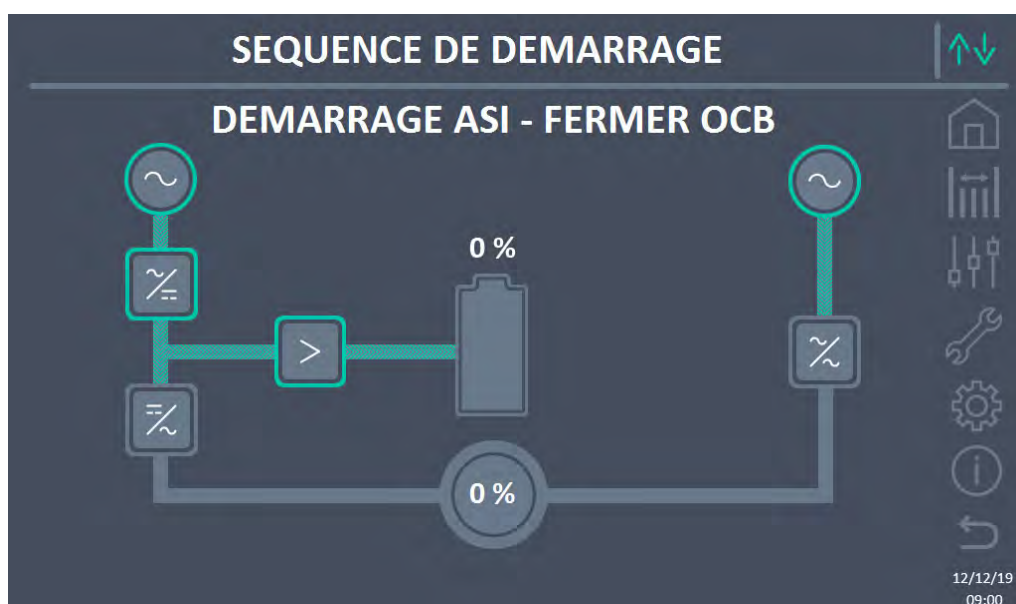 SEQUENCE DE DEMARRAGE
DEMARRAGE ASI - FERMER OCB
0 %
0 %
12/12/19
09:00